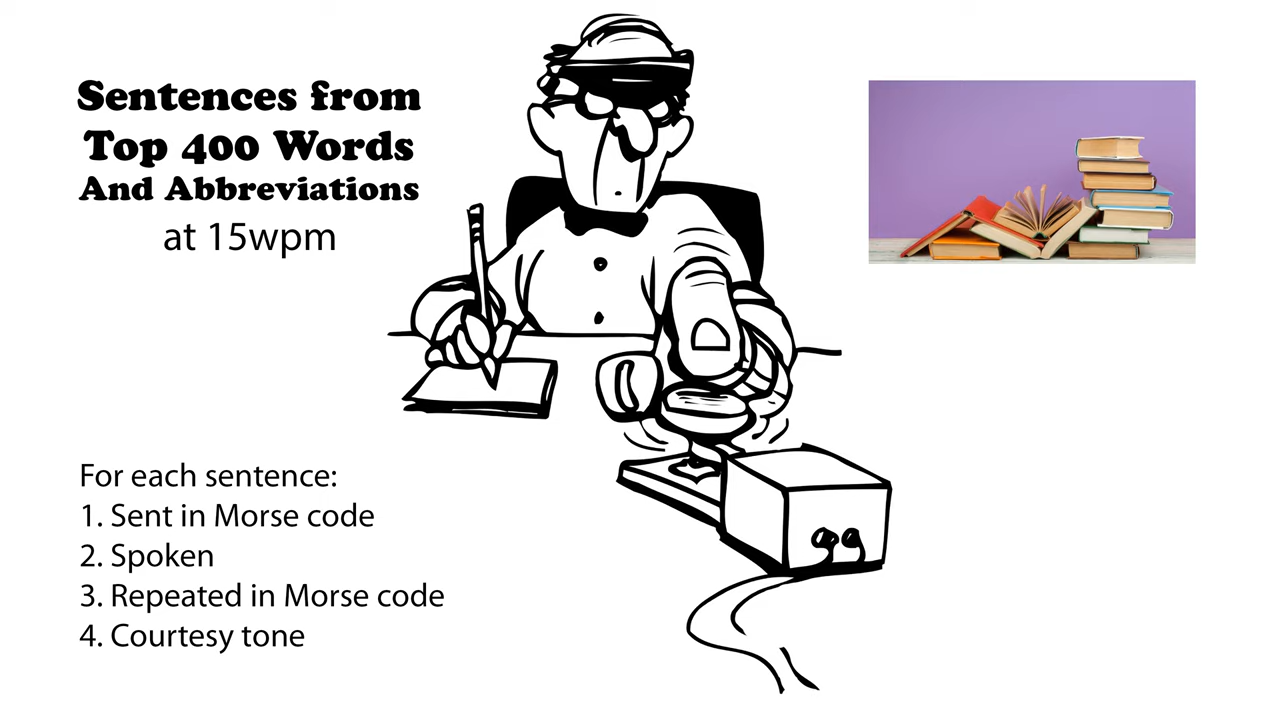 Sentences from
Top 400 Words
And Abbreviations
at 15wpm
For each sentence:
1. Sent in Morse code
2. Spoken
3. Repeated in Morse code
4. Courtesy tone